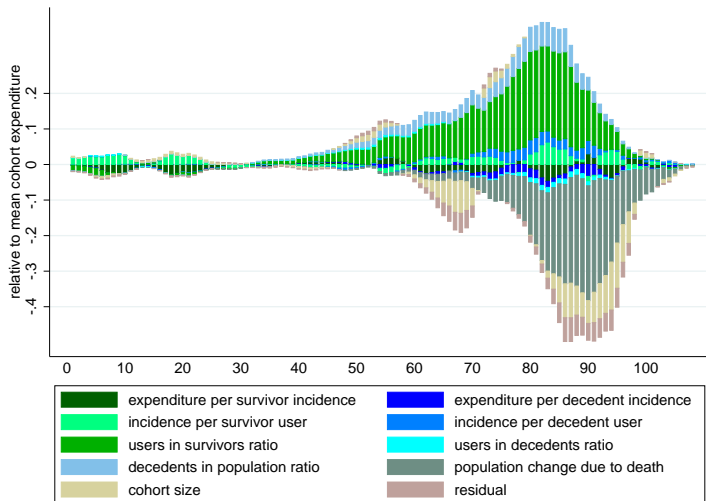 relative to mean cohort expenditure
.2
.1
0
-.1
-.2
-.3
-.4
0 10 20 30 40 50 60 70 80 90 100
expenditure per survivor incidence expenditure per decedent incidence
incidence per survivor user incidence per decedent user
users in survivors ratio users in decedents ratio
decedents in population ratio population change due to death
cohort size residual